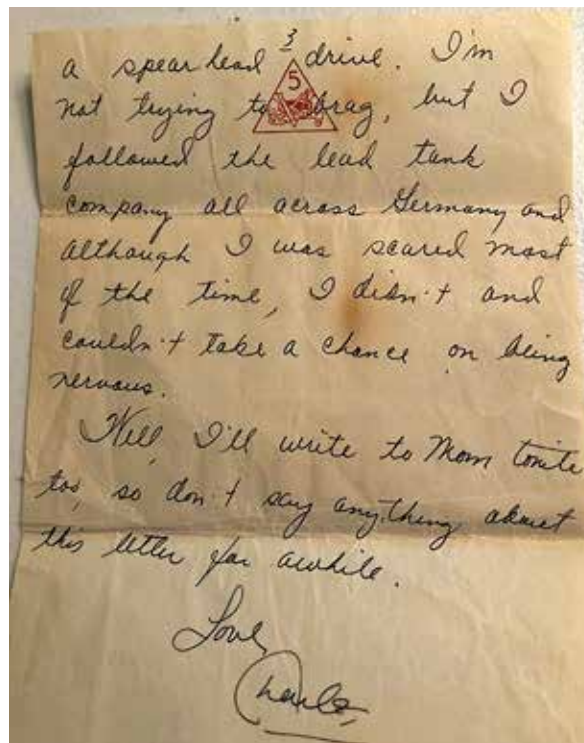 3
a spearhead drive. I'm
5
not trying to brag, but I
followed the lead tank
company all across Germany and
although I was scared most
of the time, I didn't and
couldn't take a chance on being
nervous.
Well, I'll write to Mom tonite
too, so don't say anything about
this letter for awhile.
Love,
Charles